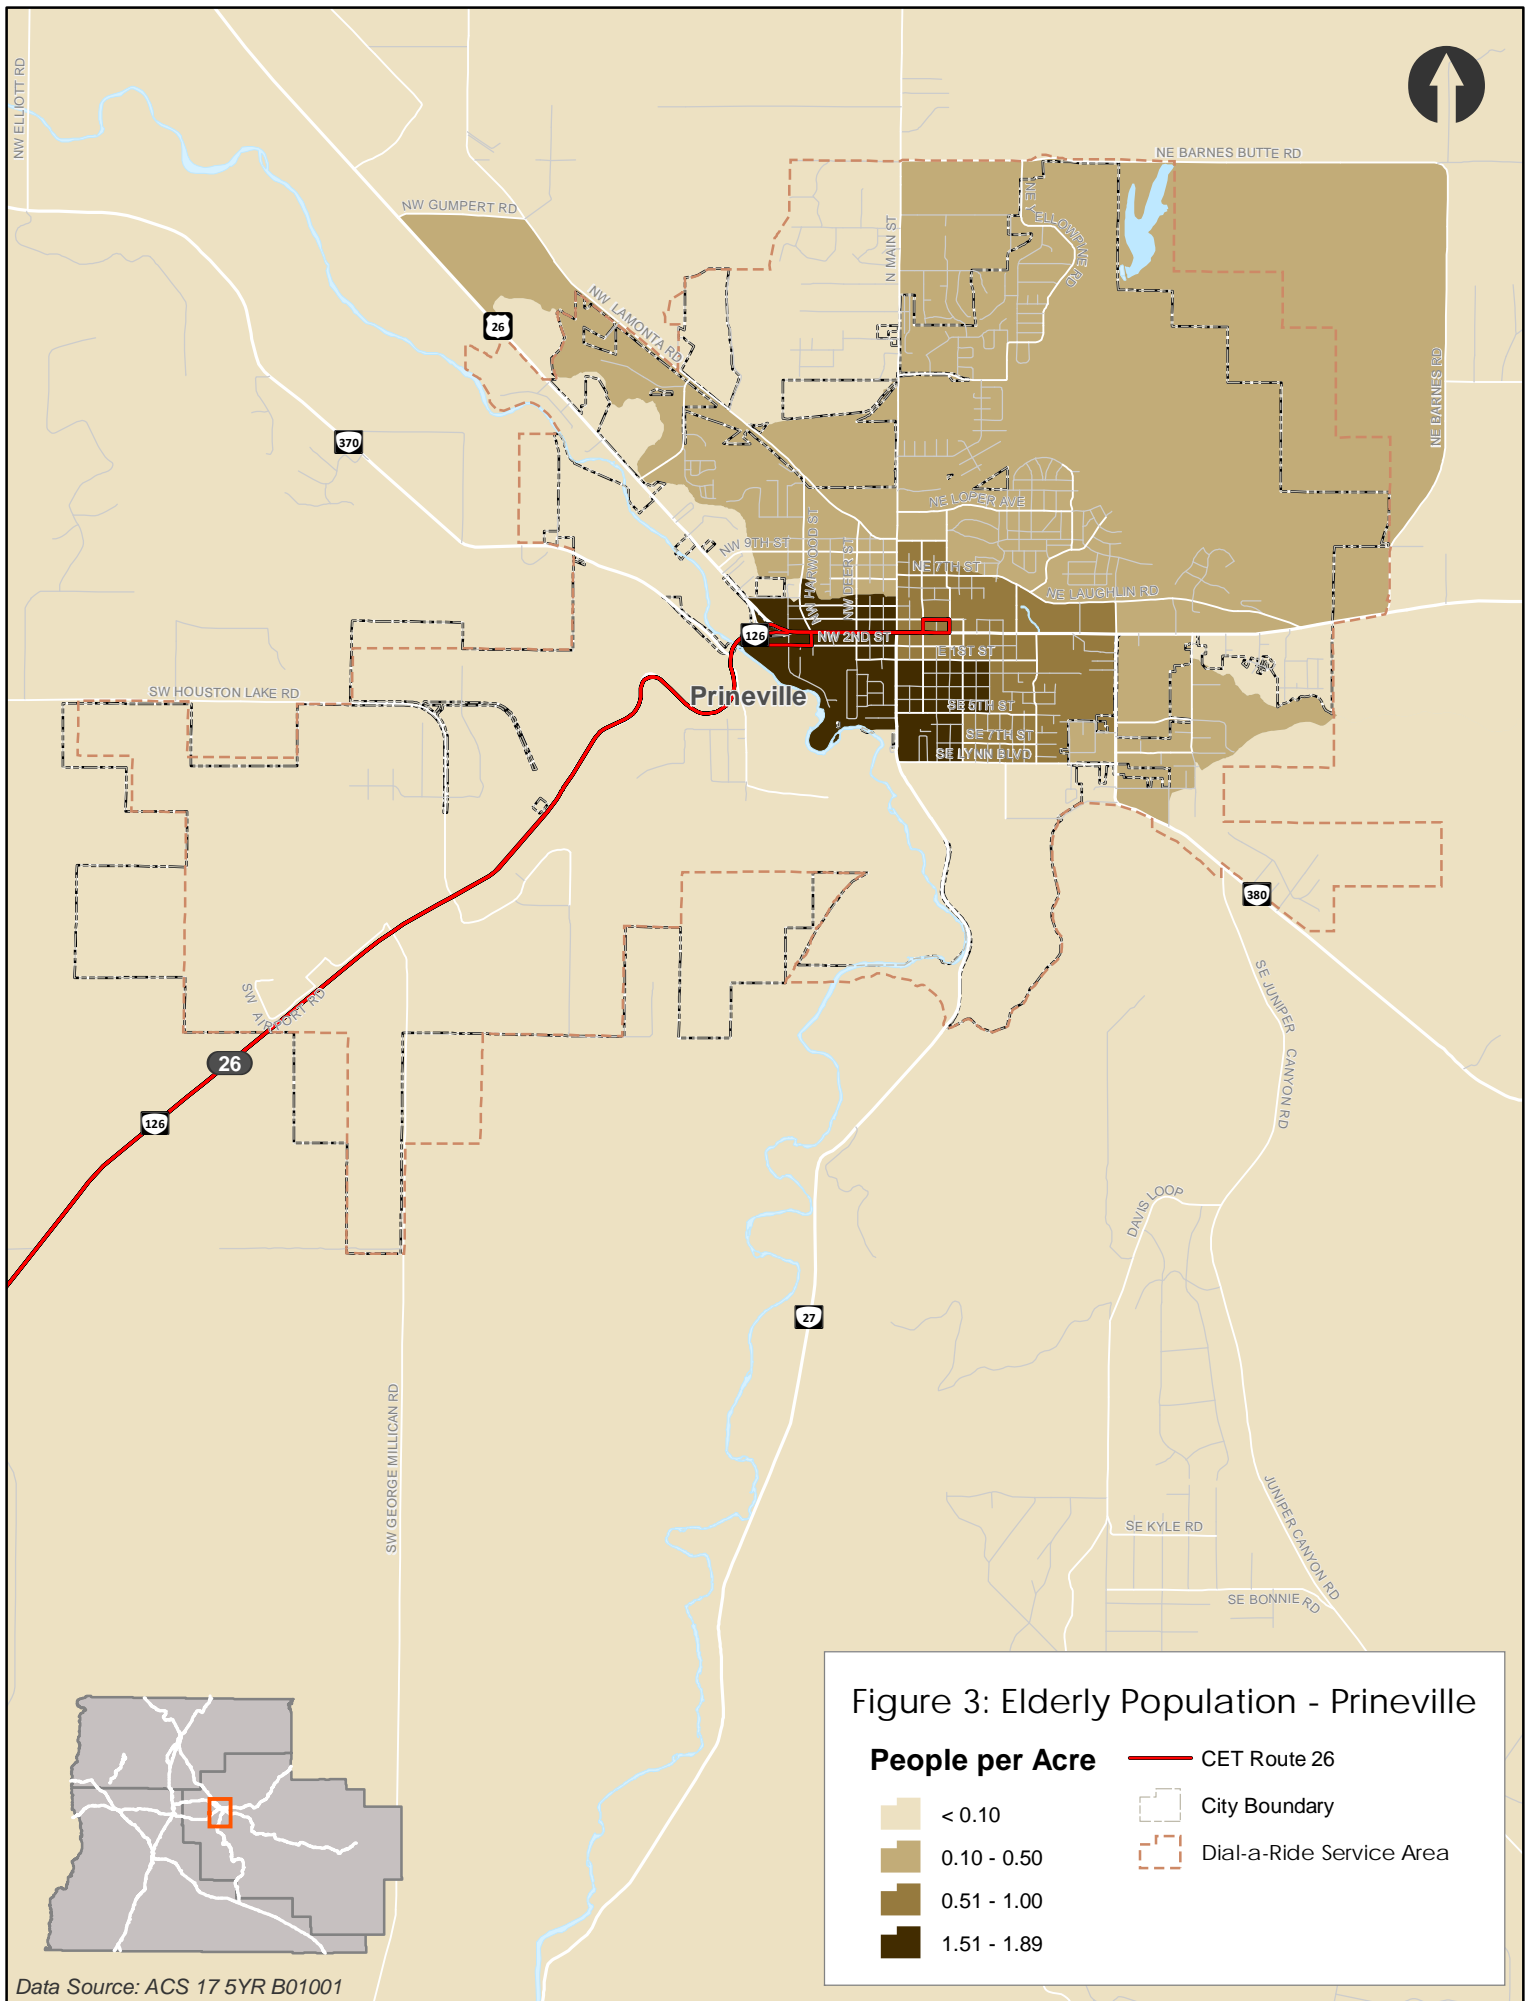 NW ELLIOTT RD
NE BARNES BUTTE RD
NW GUMPERT RD
NE YELLOWPINE RD
N MAIN ST
NW LAMONTA RD
26
NE BARNES RD
370
NE LOPER AVE
NW HARWOOD ST
NW 9TH ST
NW DEER ST
NE 7TH ST
NE LAUGHLIN RD
126
NW 2ND ST
E 1ST ST
SW HOUSTON LAKE RD
Prineville
SE 5TH ST
SE 7TH ST
SE LYNN BLVD
380
SE JUNIPER CANYON RD
SW AIRPORT RD
26
126
DAVIS LOOP
27
SW GEORGE MILLICAN RD
JUNIPER CANYON RD
SE KYLE RD
SE BONNIE RD
Figure 3: Elderly Population - Prineville
People per Acre
< 0.10
0.10 - 0.50
0.51 - 1.00
1.51 - 1.89
CET Route 26
City Boundary
Dial-a-Ride Service Area
Data Source: ACS 17 5YR B01001